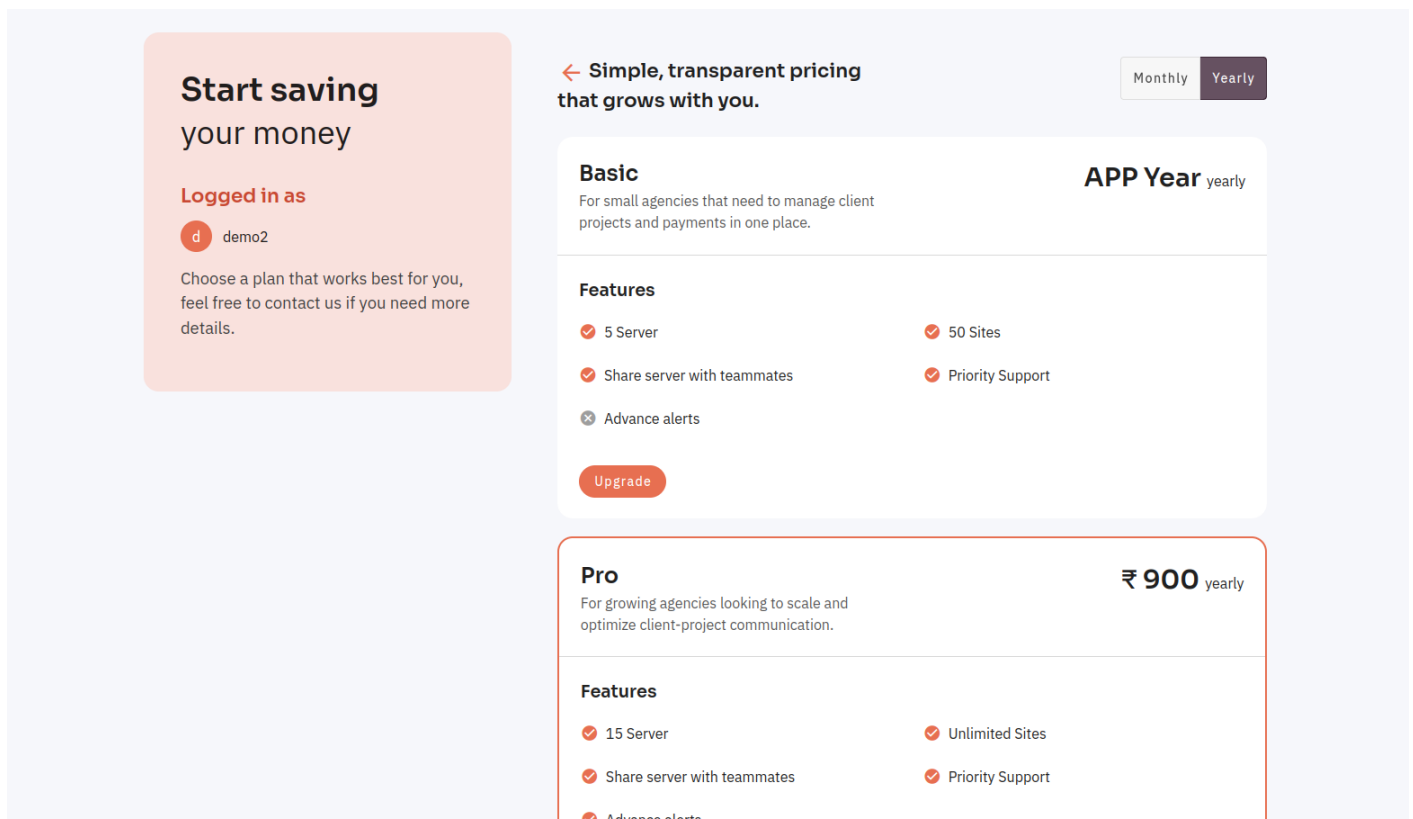 Start saving
your money
Logged in as
d demo2
Choose a plan that works best for you,
feel free to contact us if you need more
details.
Simple, transparent pricing
that grows with you.
Monthly Yearly
Basic
APP Year yearly
For small agencies that need to manage client
projects and payments in one place.
Features
5 Server
50 Sites
Share server with teammates
Priority Support
Advance alerts
Upgrade
Pro
₹ 900 yearly
For growing agencies looking to scale and
optimize client-project communication.
Features
15 Server
Unlimited Sites
Share server with teammates
Priority Support
Advance alerts